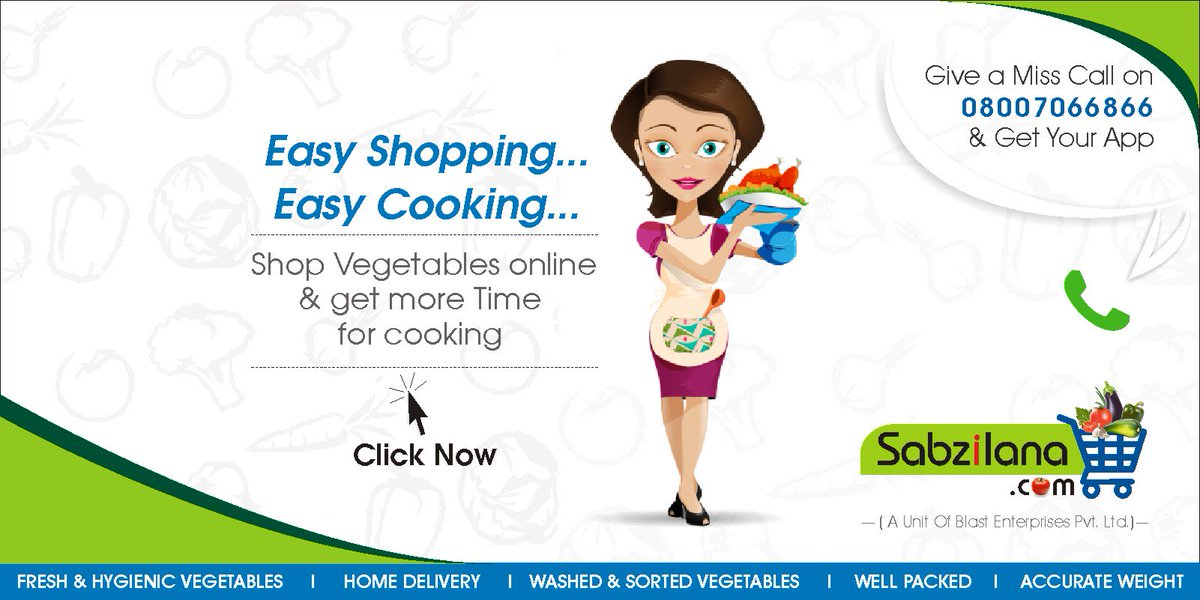 Give a Miss Call on
08007066866
& Get Your App
Easy Shopping...
Easy Cooking...
Shop Vegetables online
& get more Time
for cooking
Click Now
Sabzilana
.com
( A Unit Of Blast Enterprises Pvt. Ltd.)
FRESH & HYGIENIC VEGETABLES | HOME DELIVERY | WASHED & SORTED VEGETABLES | WELL PACKED | ACCURATE WEIGHT